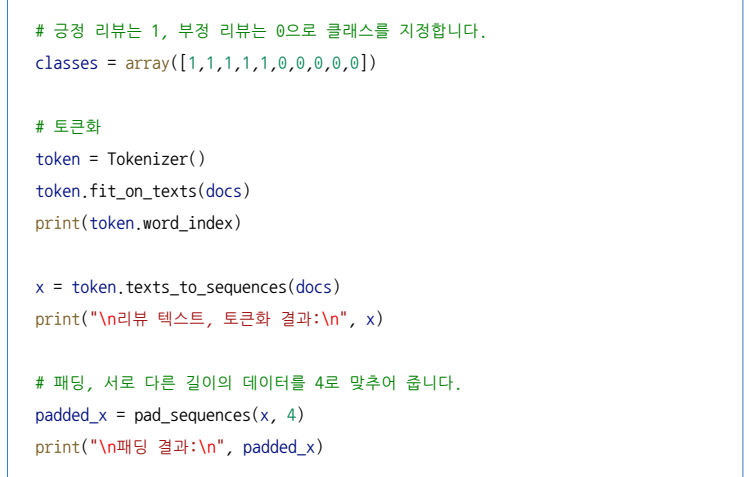 # 긍정 리뷰는 1, 부정 리뷰는 0으로 클래스를 지정합니다.
classes = array([1,1,1,1,1,0,0,0,0,0])
# 토큰화
token = Tokenizer()
token.fit_on_texts(docs)
print(token.word_index)
x = token.texts_to_sequences(docs)
print("\n리뷰 텍스트, 토큰화 결과:\n", x)
# 패딩, 서로 다른 길이의 데이터를 4로 맞추어 줍니다.
padded_x = pad_sequences(x, 4)
print("\n패딩 결과:\n", padded_x)